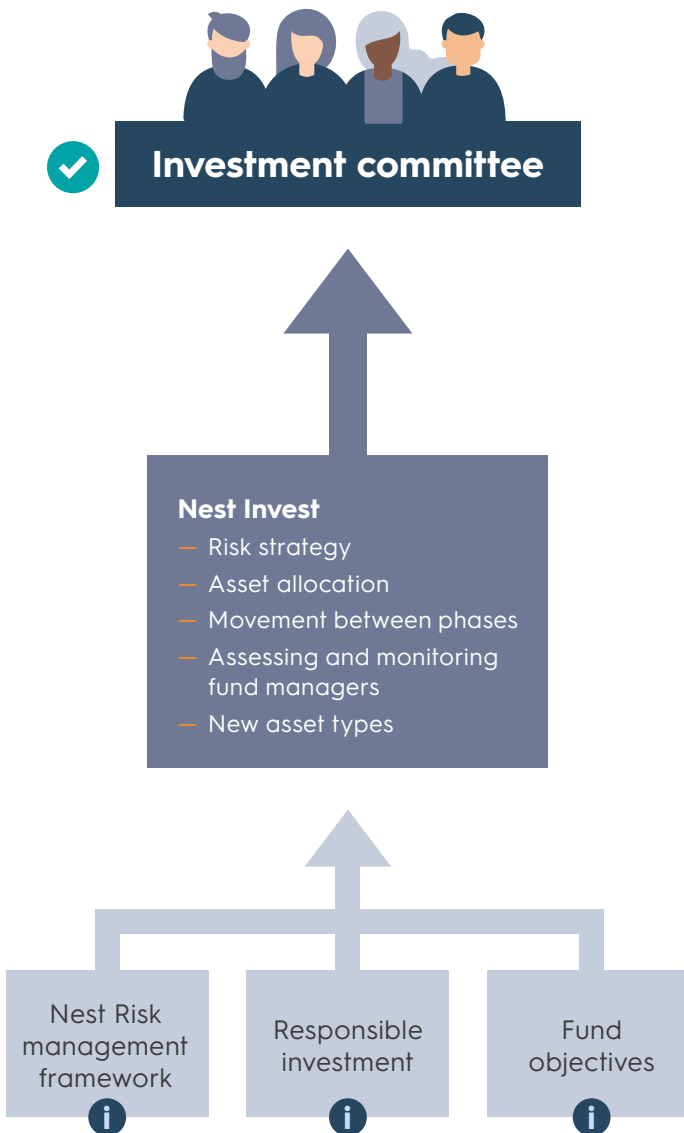 Investment committee
Nest Invest
— Risk strategy
— Asset allocation
— Movement between phases
— Assessing and monitoring
fund managers
— New asset types
Nest Risk
management
framework
Responsible
investment
Fund
objectives
i
i
i